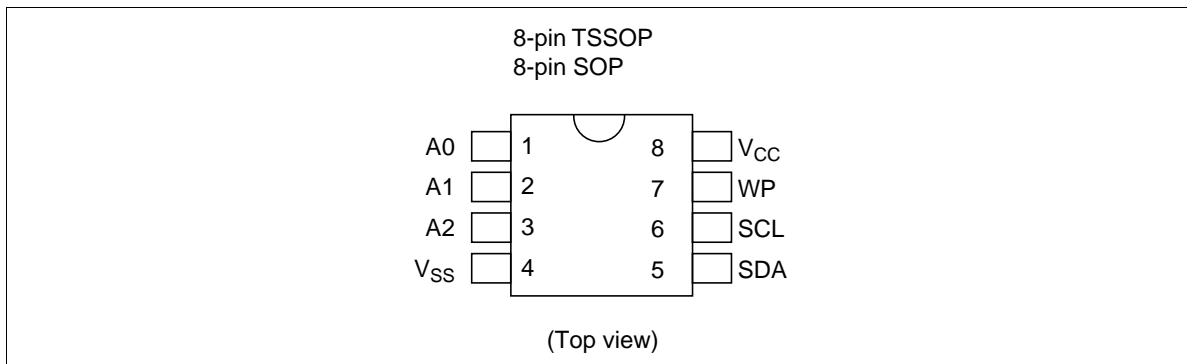 8-pin TSSOP
8-pin SOP
A0 1 8 VCC
A1 2 7 WP
A2 3 6 SCL
VSS 4 5 SDA
(Top view)